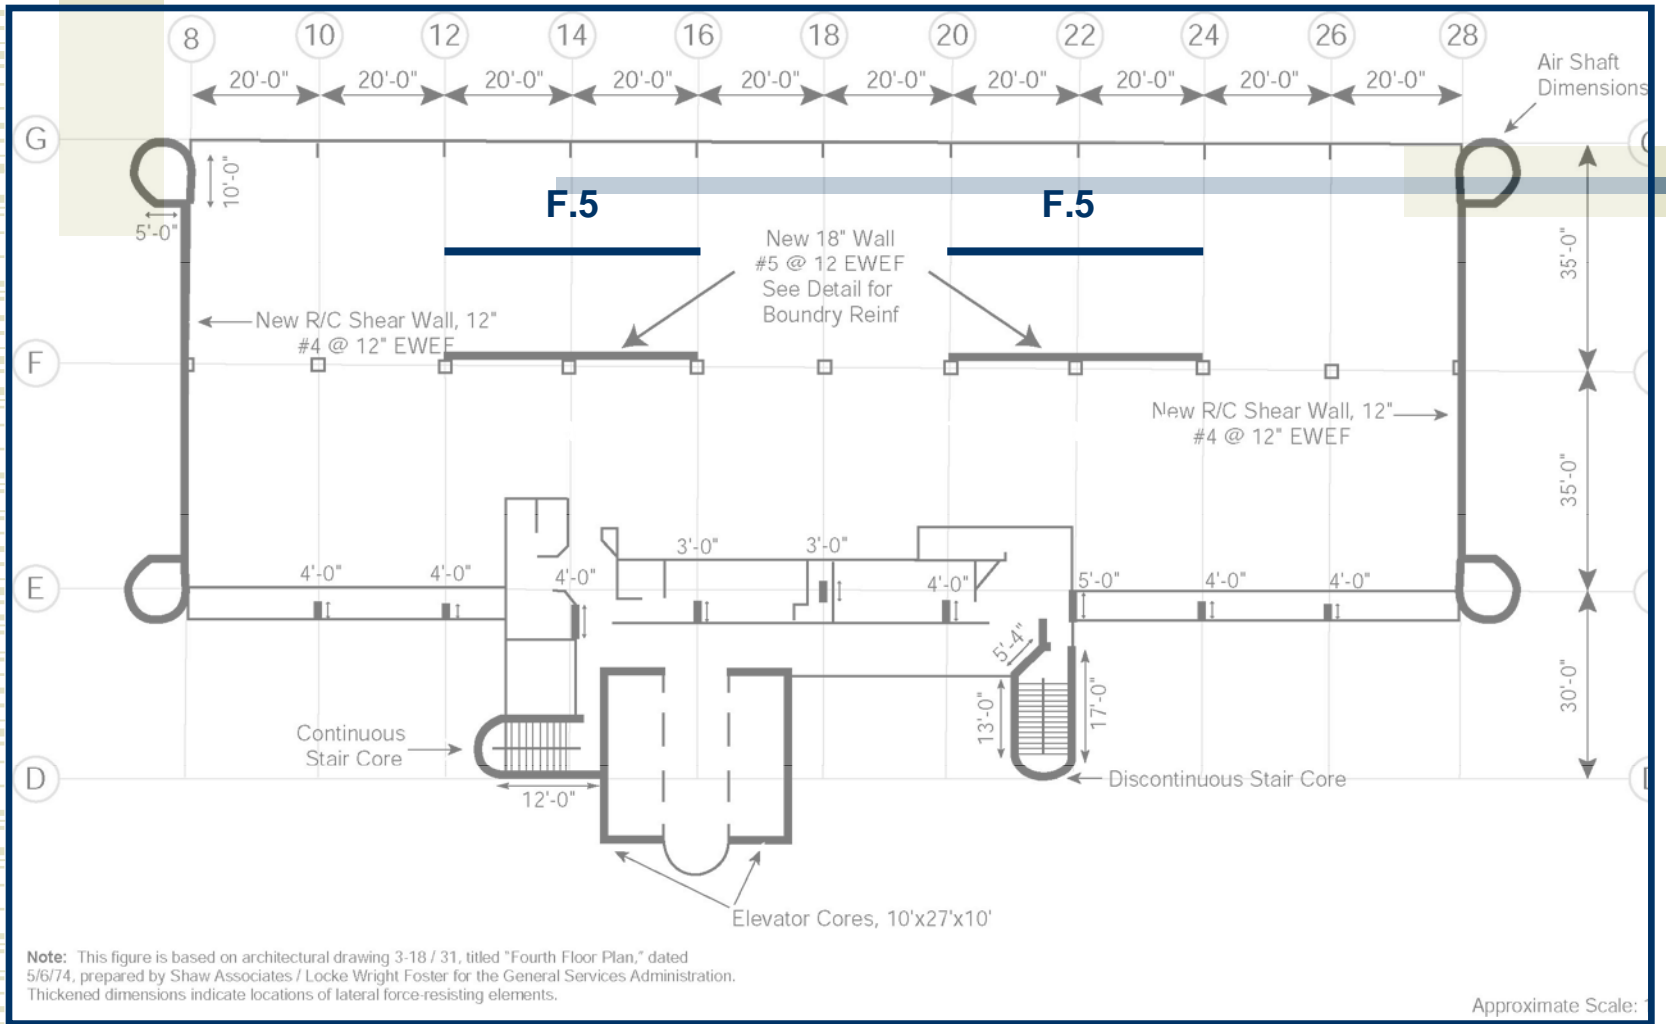 8 10 12 14 16 18 20 22 24 26 28
20'-0" 20'-0" 20'-0" 20'-0" 20'-0" 20'-0" 20'-0" 20'-0" 20'-0" 20'-0"
Air Shaft
Dimensions
G
10'-0"
5'-0"
F.5 F.5
New 18" Wall
#5 @ 12 EWEF
See Detail for
Boundry Reinf
35'-0"
New R/C Shear Wall, 12"
#4 @ 12" EWEF
F
New R/C Shear Wall, 12"
#4 @ 12" EWEF
35'-0"
3'-0" 3'-0"
4'-0" 4'-0" 4'-0" 4'-0" 5'-0" 4'-0" 4'-0"
E
5'-4"
13'-0"
17'-0"
30'-0"
Continuous
Stair Core
D
12'-0"
Discontinuous Stair Core
Elevator Cores, 10'x27'x10'
Note: This figure is based on architectural drawing 3-18 / 31, titled "Fourth Floor Plan," dated
5/6/74, prepared by Shaw Associates / Locke Wright Foster for the General Services Administration.
Thickened dimensions indicate locations of lateral force-resisting elements.
Approximate Scale: